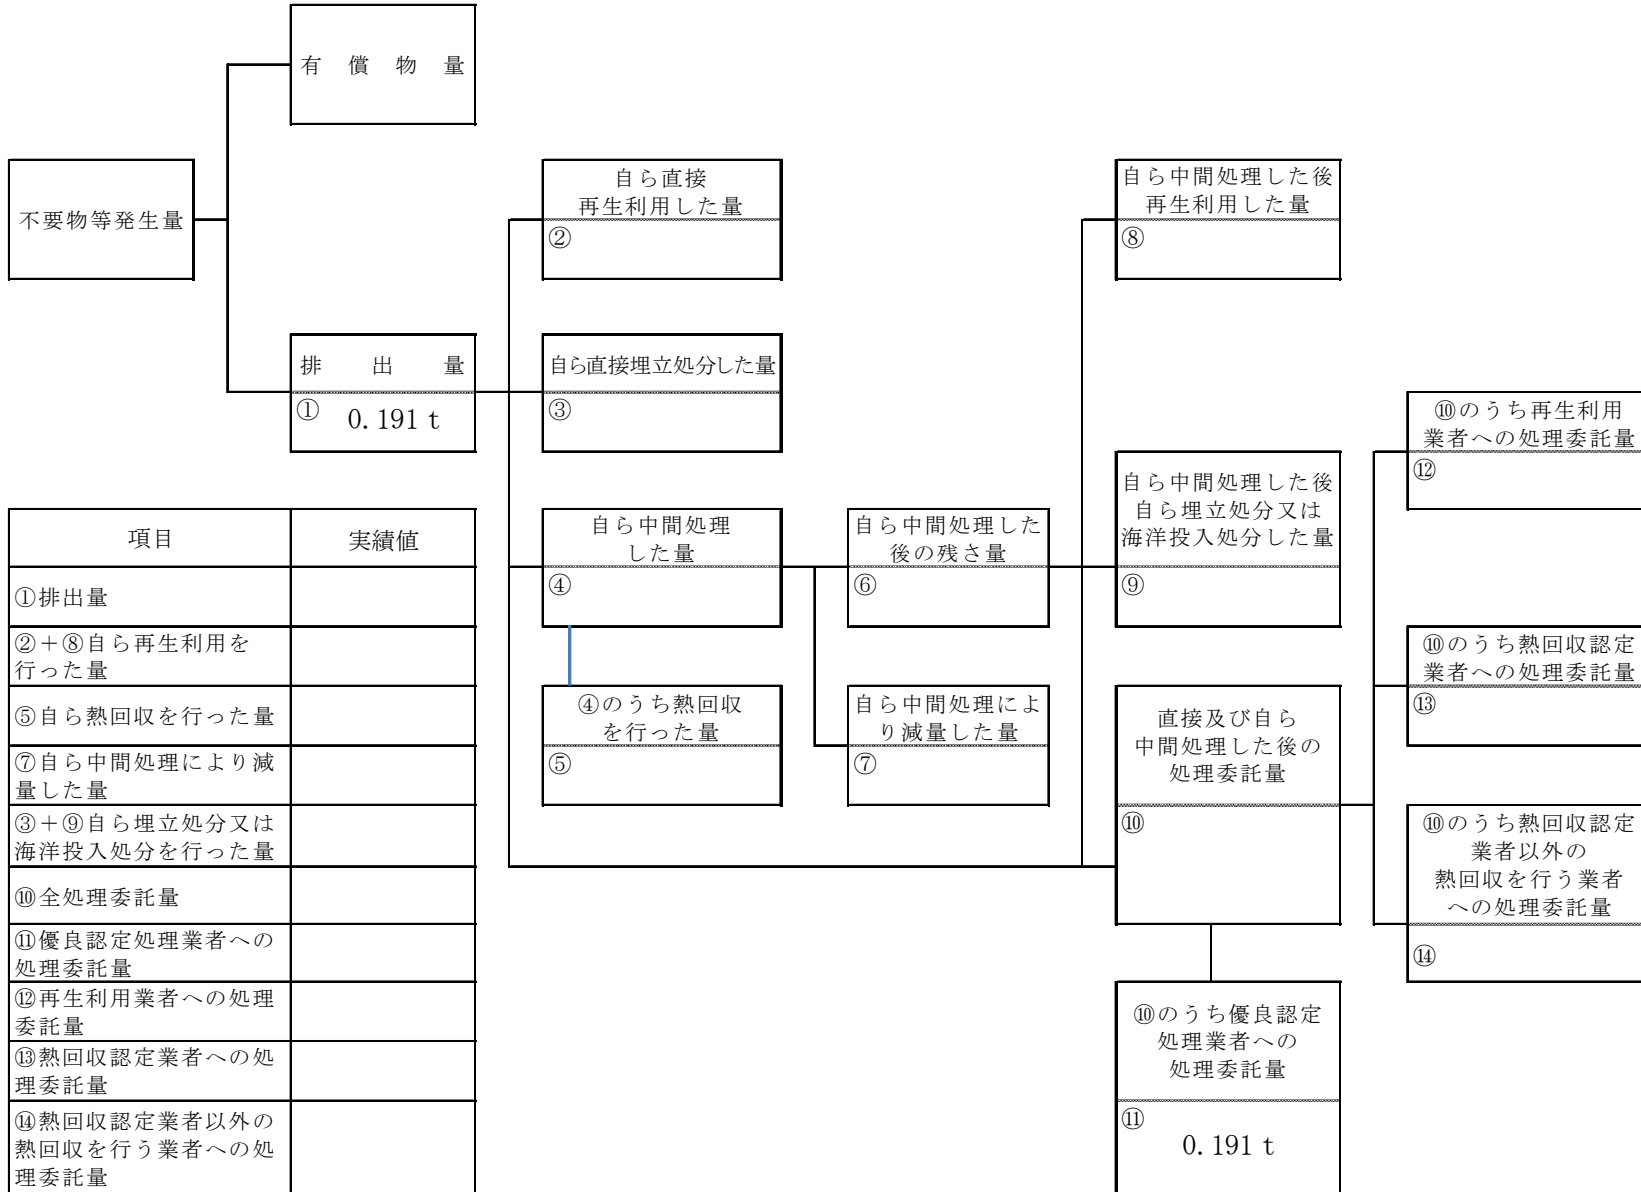 有償物量
不要物等発生量
排出量
① 0.191 t
自ら直接
再生利用した量
②
自ら直接埋立処分した量
③
自ら中間処理
した量
④
④のうち熱回収
を行った量
⑤
自ら中間処理した
後の残さ量
⑥
自ら中間処理によ
り減量した量
⑦
自ら中間処理した後
再生利用した量
⑧
自ら中間処理した後
自ら埋立処分又は
海洋投入処分した量
⑨
直接及び自ら
中間処理した後の
処理委託量
⑩
⑩のうち優良認定
処理業者への
処理委託量
⑪
0.191 t
⑩のうち再生利用
業者への処理委託量
⑫
⑩のうち熱回収認定
業者への処理委託量
⑬
⑩のうち熱回収認定
業者以外の
熱回収を行う業者
への処理委託量
⑭
項目 実績値
①排出量
②+⑧自ら再生利用を
行った量
⑤自ら熱回収を行った量
⑦自ら中間処理により減
量した量
③+⑨自ら埋立処分又は
海洋投入処分を行った量
⑩全処理委託量
⑪優良認定処理業者への
処理委託量
⑫再生利用業者への処理
委託量
⑬熱回収認定業者への処
理委託量
⑭熱回収認定業者以外の
熱回収を行う業者への処
理委託量